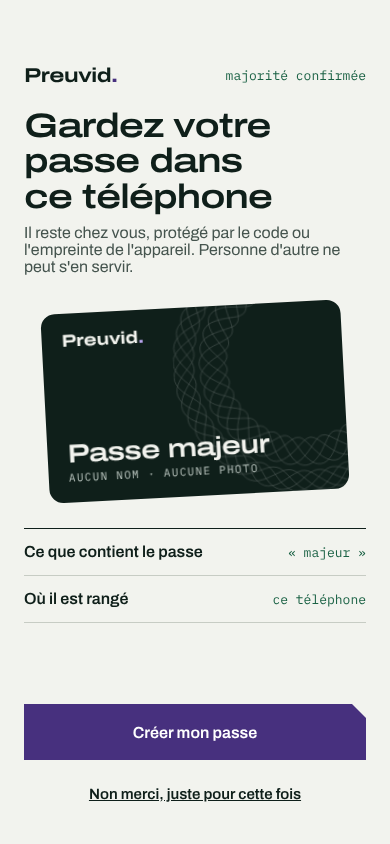 Preuvid.
majorité confirmée
Gardez votre
passe dans
ce téléphone
Il reste chez vous, protégé par le code ou
l'empreinte de l'appareil. Personne d'autre ne
peut s'en servir.
Preuvid.
Passe majeur
AUCUN NOM · AUCUNE PHOTO
Ce que contient le passe
« majeur »
Où il est rangé
ce téléphone
Créer mon passe
Non merci, juste pour cette fois